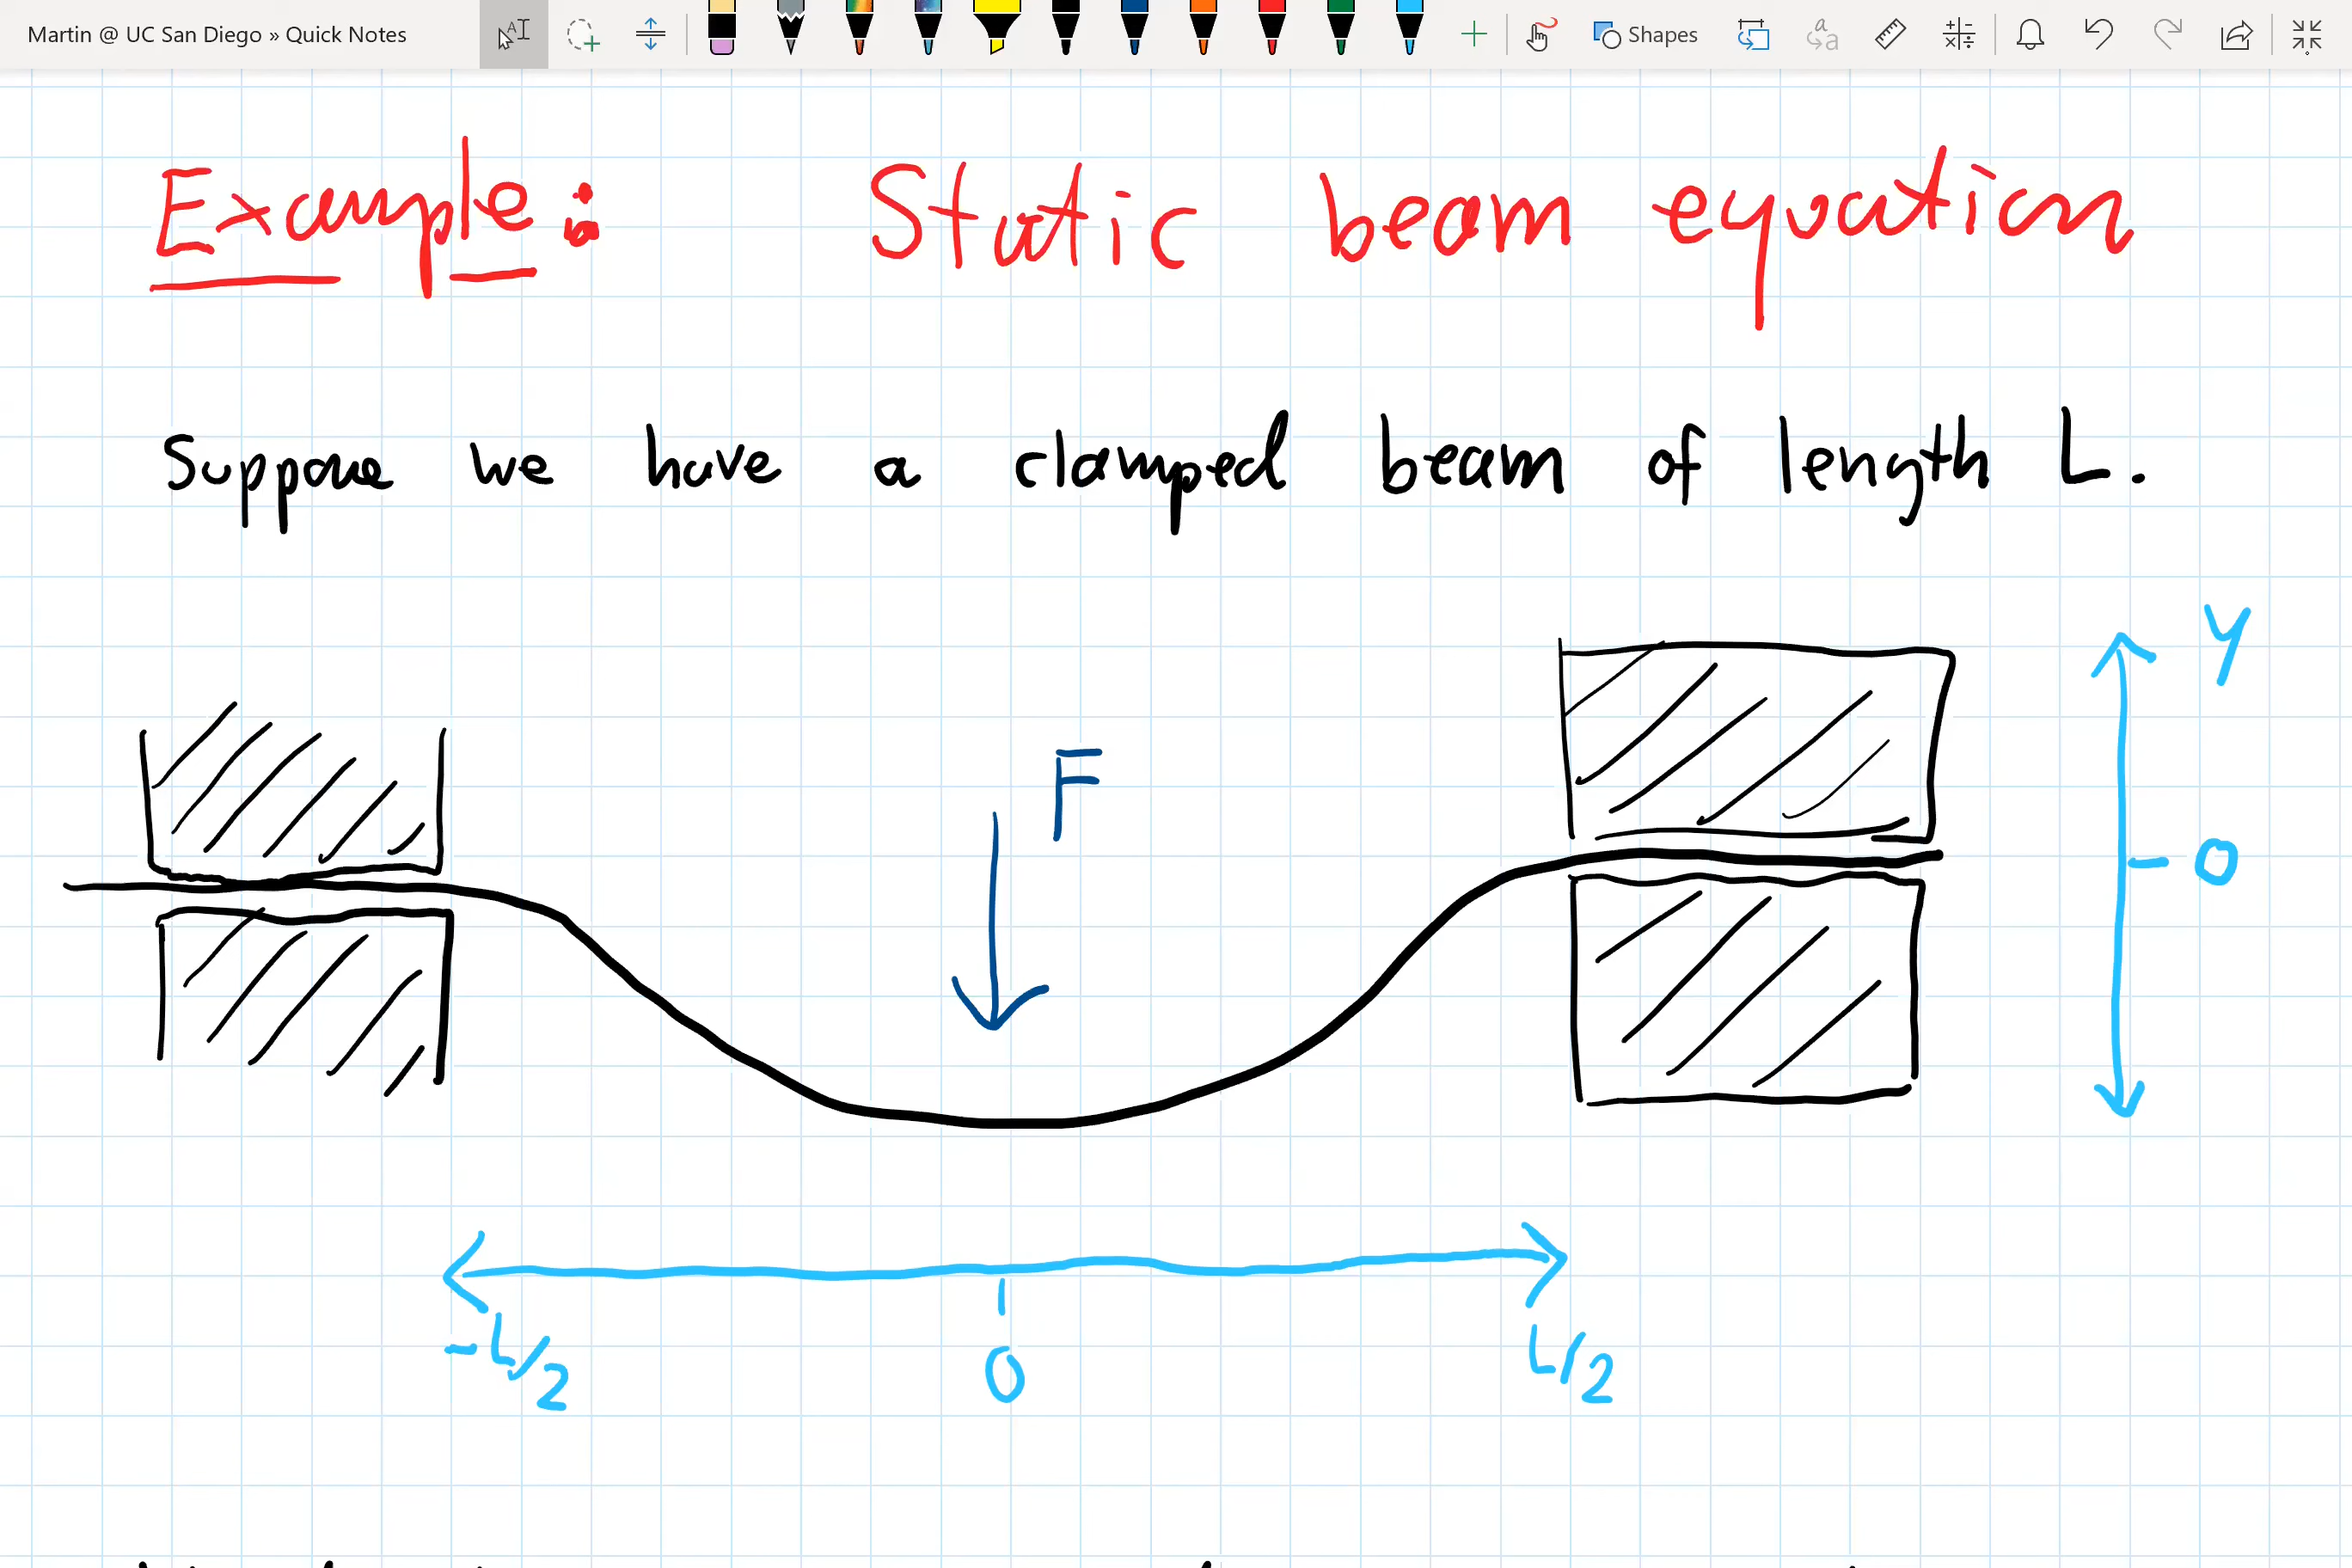 Martin @ UC San Diego » Quick Notes
Shapes
Example: Static beam equation
Suppose we have a clamped beam of length L.
y
F
- 0
-L/2 0 L/2